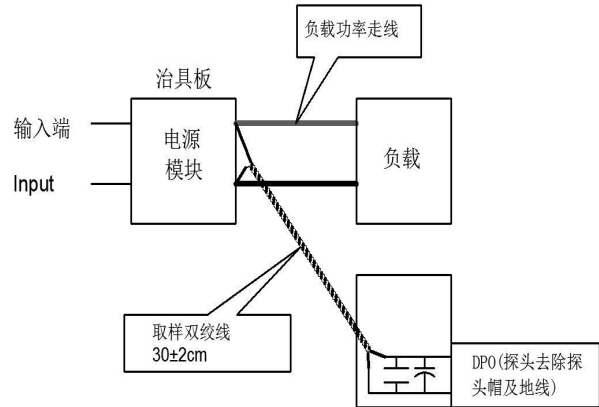 负载功率走线
治具板
输入端
电源
模块
负载
Input
取样双绞线
30±2cm
DPO(探头去除探
头帽及地线)